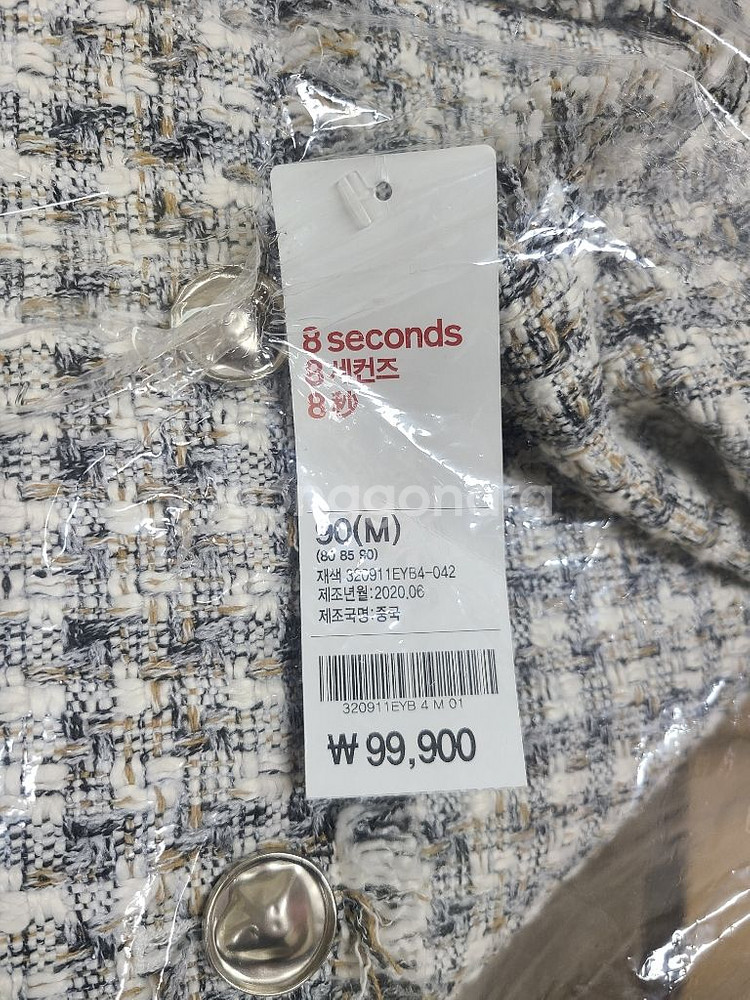 8 seconds
8 세컨즈
8 秒
90(M)
(80 85 90)
재색 320911EYB4-042
제조년월:2020.06
제조국명:중국
320911EYB 4 M 01
₩ 99,900